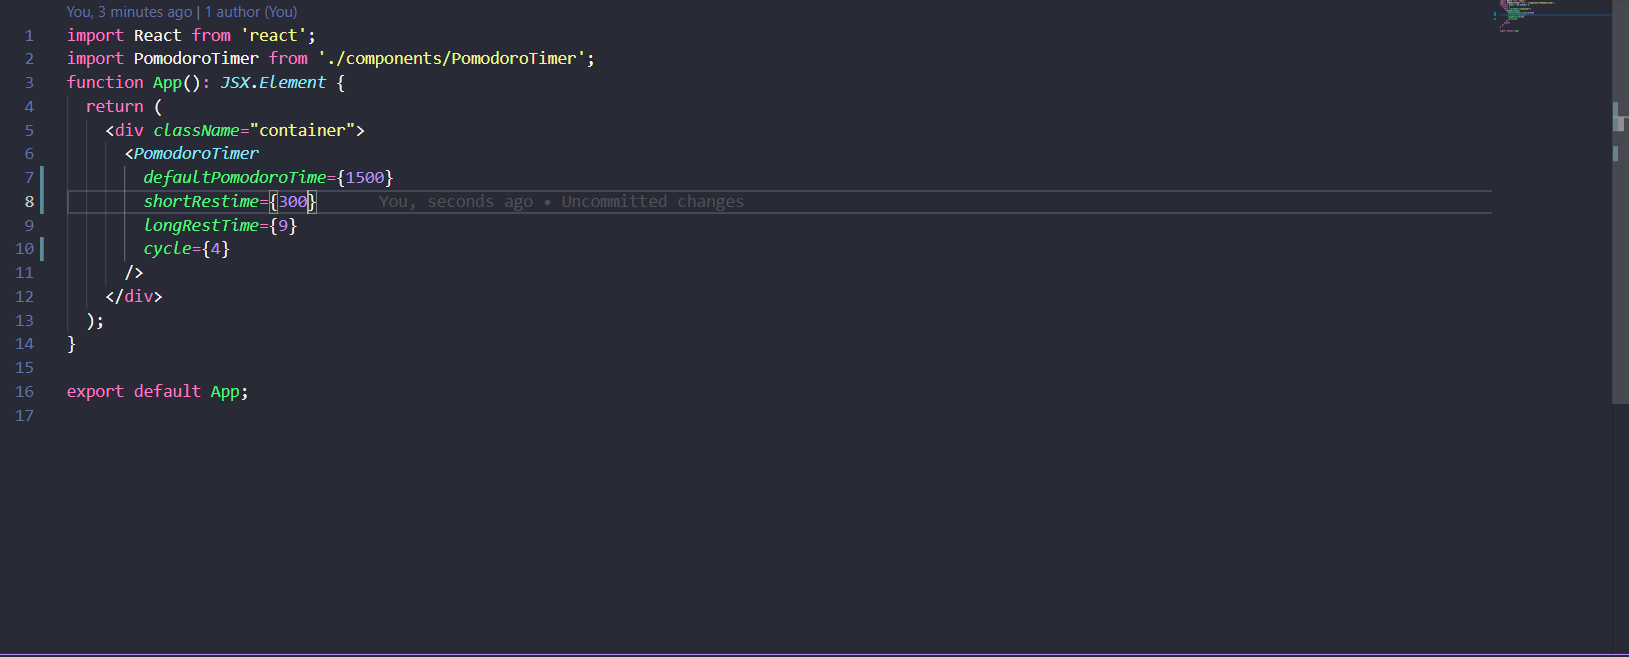 You, 3 minutes ago | 1 author (You)
1 import React from 'react';
2 import PomodoroTimer from './components/PomodoroTimer';
3 function App(): JSX.Element {
4 return (
5 <div className="container">
6 <PomodoroTimer
7 defaultPomodoroTime={1500}
8 shortRestime={300} You, seconds ago • Uncommitted changes
9 longRestTime={9}
10 cycle={4}
11 />
12 </div>
13 );
14 }
15
16 export default App;
17